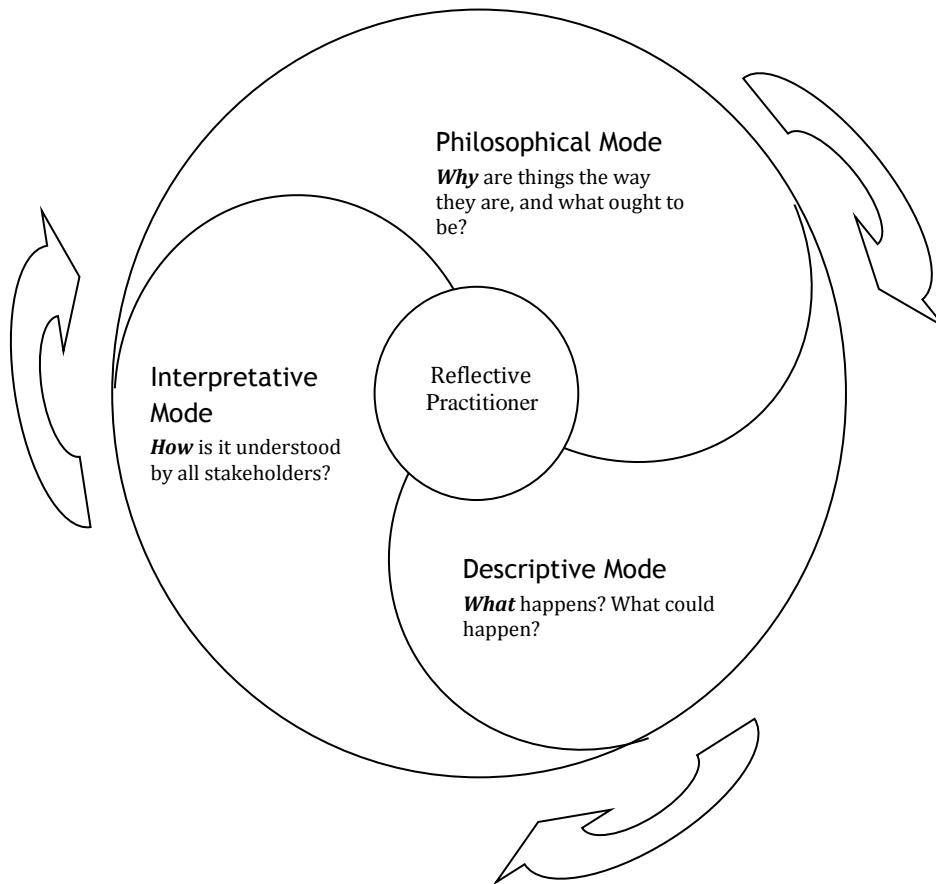 Philosophical Mode
Why are things the way
they are, and what ought to
be?
Interpretative
Mode
How is it understood
by all stakeholders?
Reflective
Practitioner
Descriptive Mode
What happens? What could
happen?